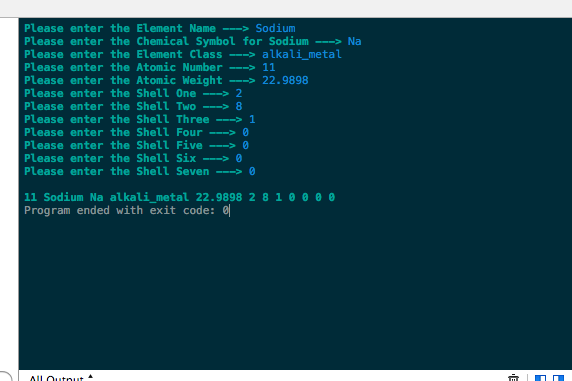 Please enter the Element Name ---> Sodium
Please enter the Chemical Symbol for Sodium ---> Na
Please enter the Element Class ---> alkali_metal
Please enter the Atomic Number ---> 11
Please enter the Atomic Weight ---> 22.9898
Please enter the Shell One ---> 2
Please enter the Shell Two ---> 8
Please enter the Shell Three ---> 1
Please enter the Shell Four ---> 0
Please enter the Shell Five ---> 0
Please enter the Shell Six ---> 0
Please enter the Shell Seven ---> 0
11 Sodium Na alkali_metal 22.9898 2 8 1 0 0 0 0
Program ended with exit code: 0
All Output